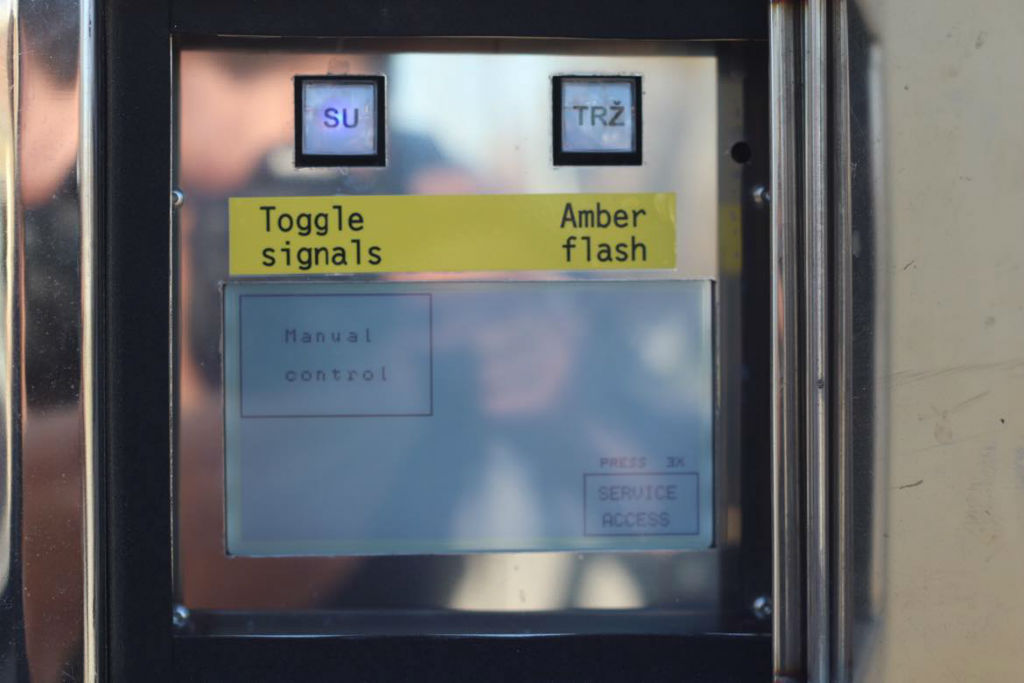 SU
TRŽ
Toggle
signals
Amber
flash
Manual
control
PRESS 3X
SERVICE
ACCESS